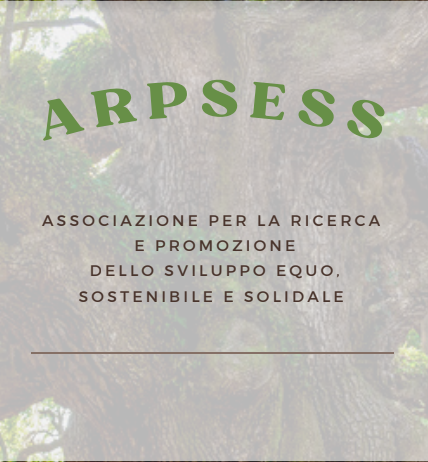 ARPSESS
ASSOCIAZIONE PER LA RICERCA
E PROMOZIONE
DELLO SVILUPPO EQUO,
SOSTENIBILE E SOLIDALE